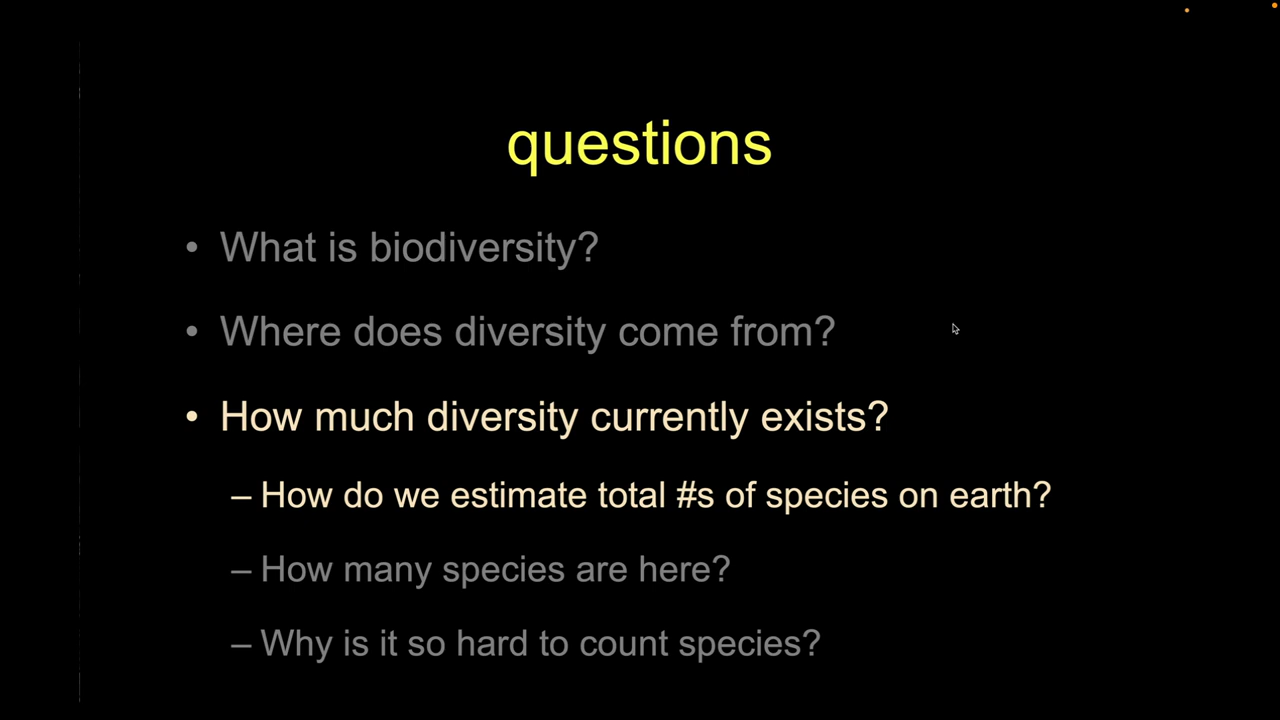 questions
• What is biodiversity?
• Where does diversity come from?
• How much diversity currently exists?
– How do we estimate total #s of species on earth?
– How many species are here?
– Why is it so hard to count species?